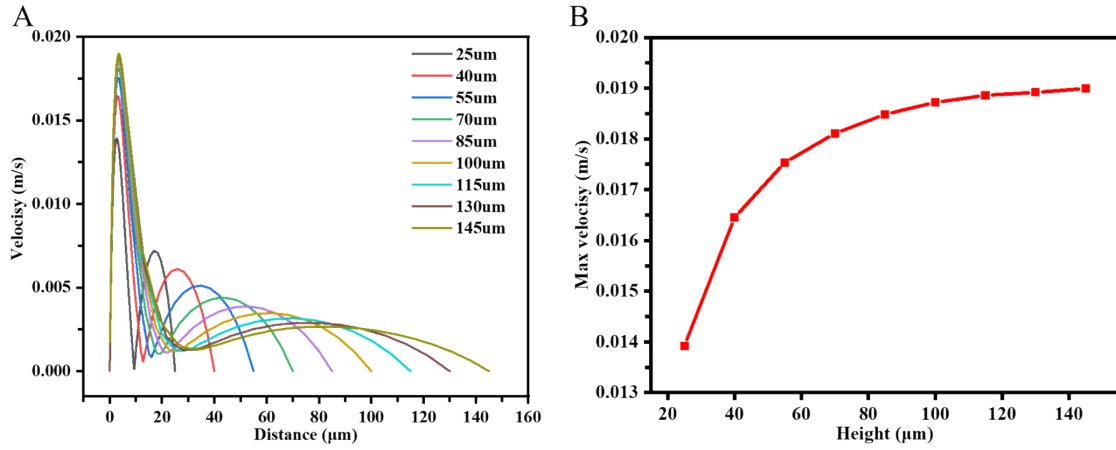 A
0.020
0.015
0.010
0.005
0.000
Velocisy (m/s)
0 20 40 60 80 100 120 140 160
Distance (μm)
25um
40um
55um
70um
85um
100um
115um
130um
145um
B
0.020
0.019
0.018
0.017
0.016
0.015
0.014
0.013
Max velocisy (m/s)
20 40 60 80 100 120 140
Height (μm)